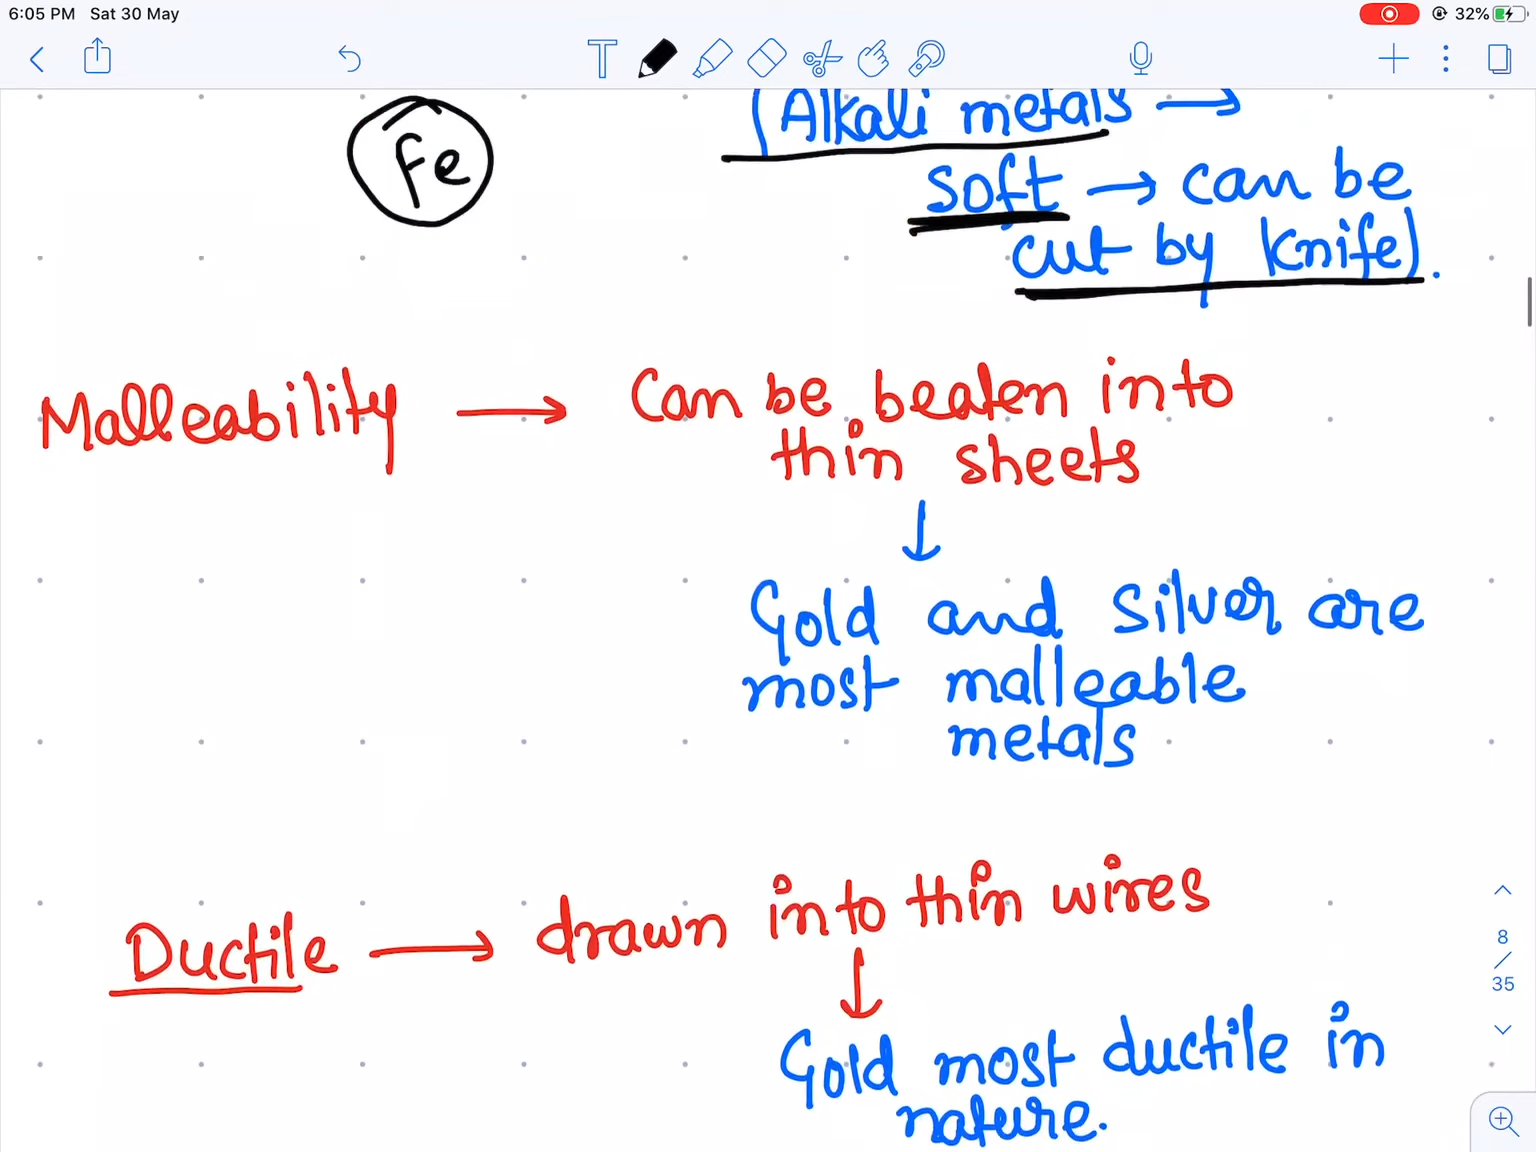 6:05 PM Sat 30 May
32%
T
(Alkali metals →
Fe
soft → can be
cut by Knife).
Malleability → Can be beaten into
thin sheets
↓
Gold and Silver are
most malleable
metals
Ductile → drawn into thin wires
↓
Gold most ductile in
nature.
8
/
35